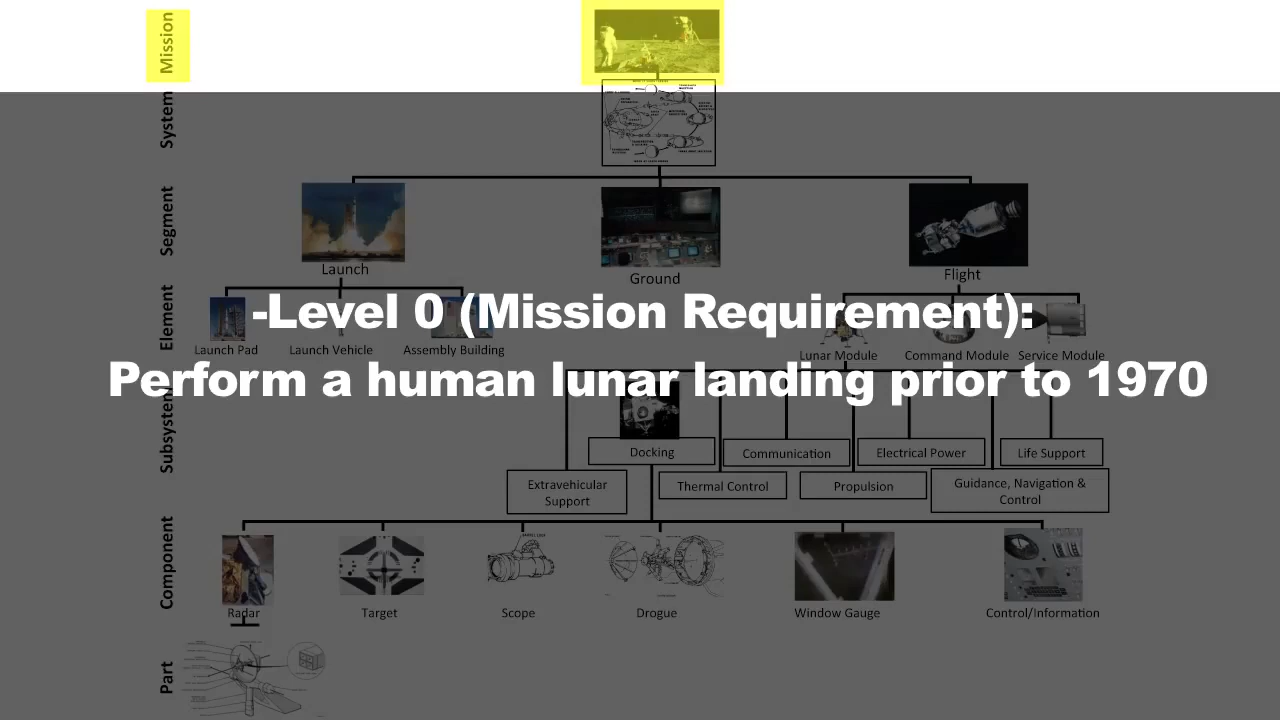 Mission
System
Segment
Launch
Ground
Flight
Element
-Level 0 (Mission Requirement):
Launch Pad
Launch Vehicle
Assembly Building
Lunar Module
Command Module
Service Module
Perform a human lunar landing prior to 1970
Subsystem
Docking
Communication
Electrical Power
Life Support
Extravehicular
Support
Thermal Control
Propulsion
Guidance, Navigation &
Control
Component
Radar
Target
Scope
Drogue
Window Gauge
Control/Information
Part